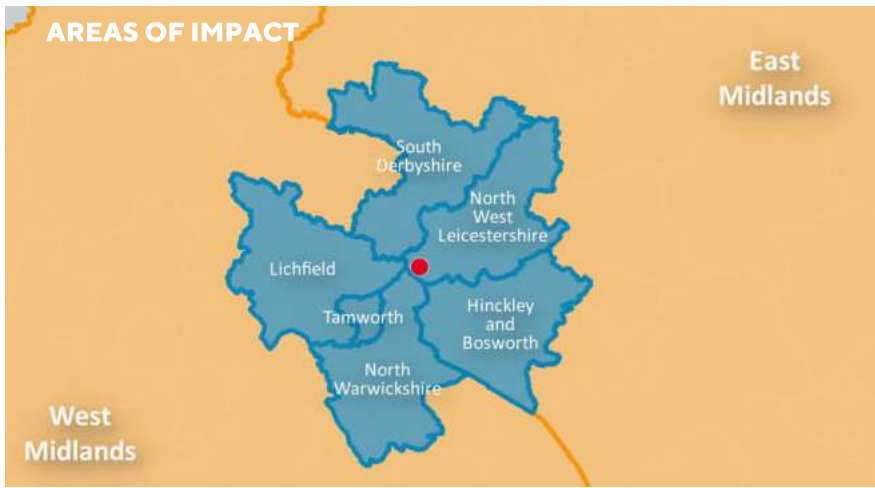 AREAS OF IMPACT
East
Midlands
South
Derbyshire
North
West
Leicestershire
Lichfield
Hinckley
and
Bosworth
Tamworth
North
Warwickshire
West
Midlands